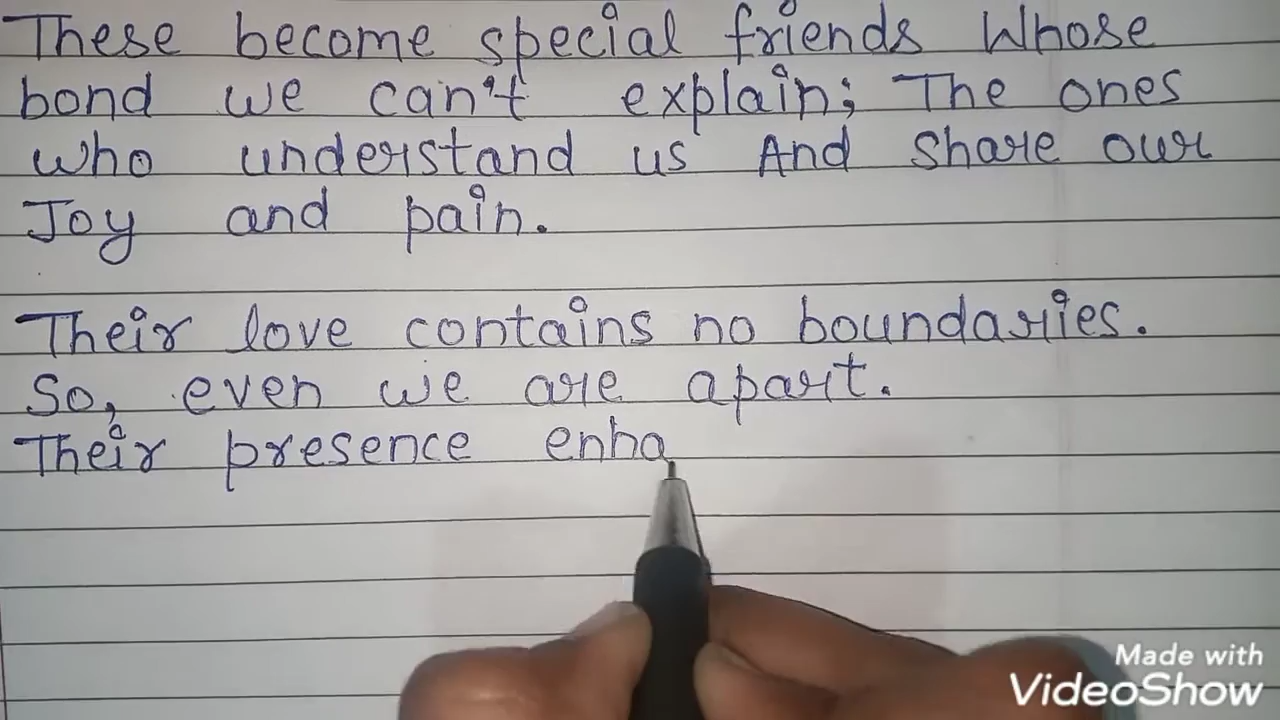 These become special friends Whose
bond we can't explain; The ones
who understand us And share our
Joy and pain.
Their love contains no boundaries.
So, even we are apart.
Their presence enha
Made with
VideoShow